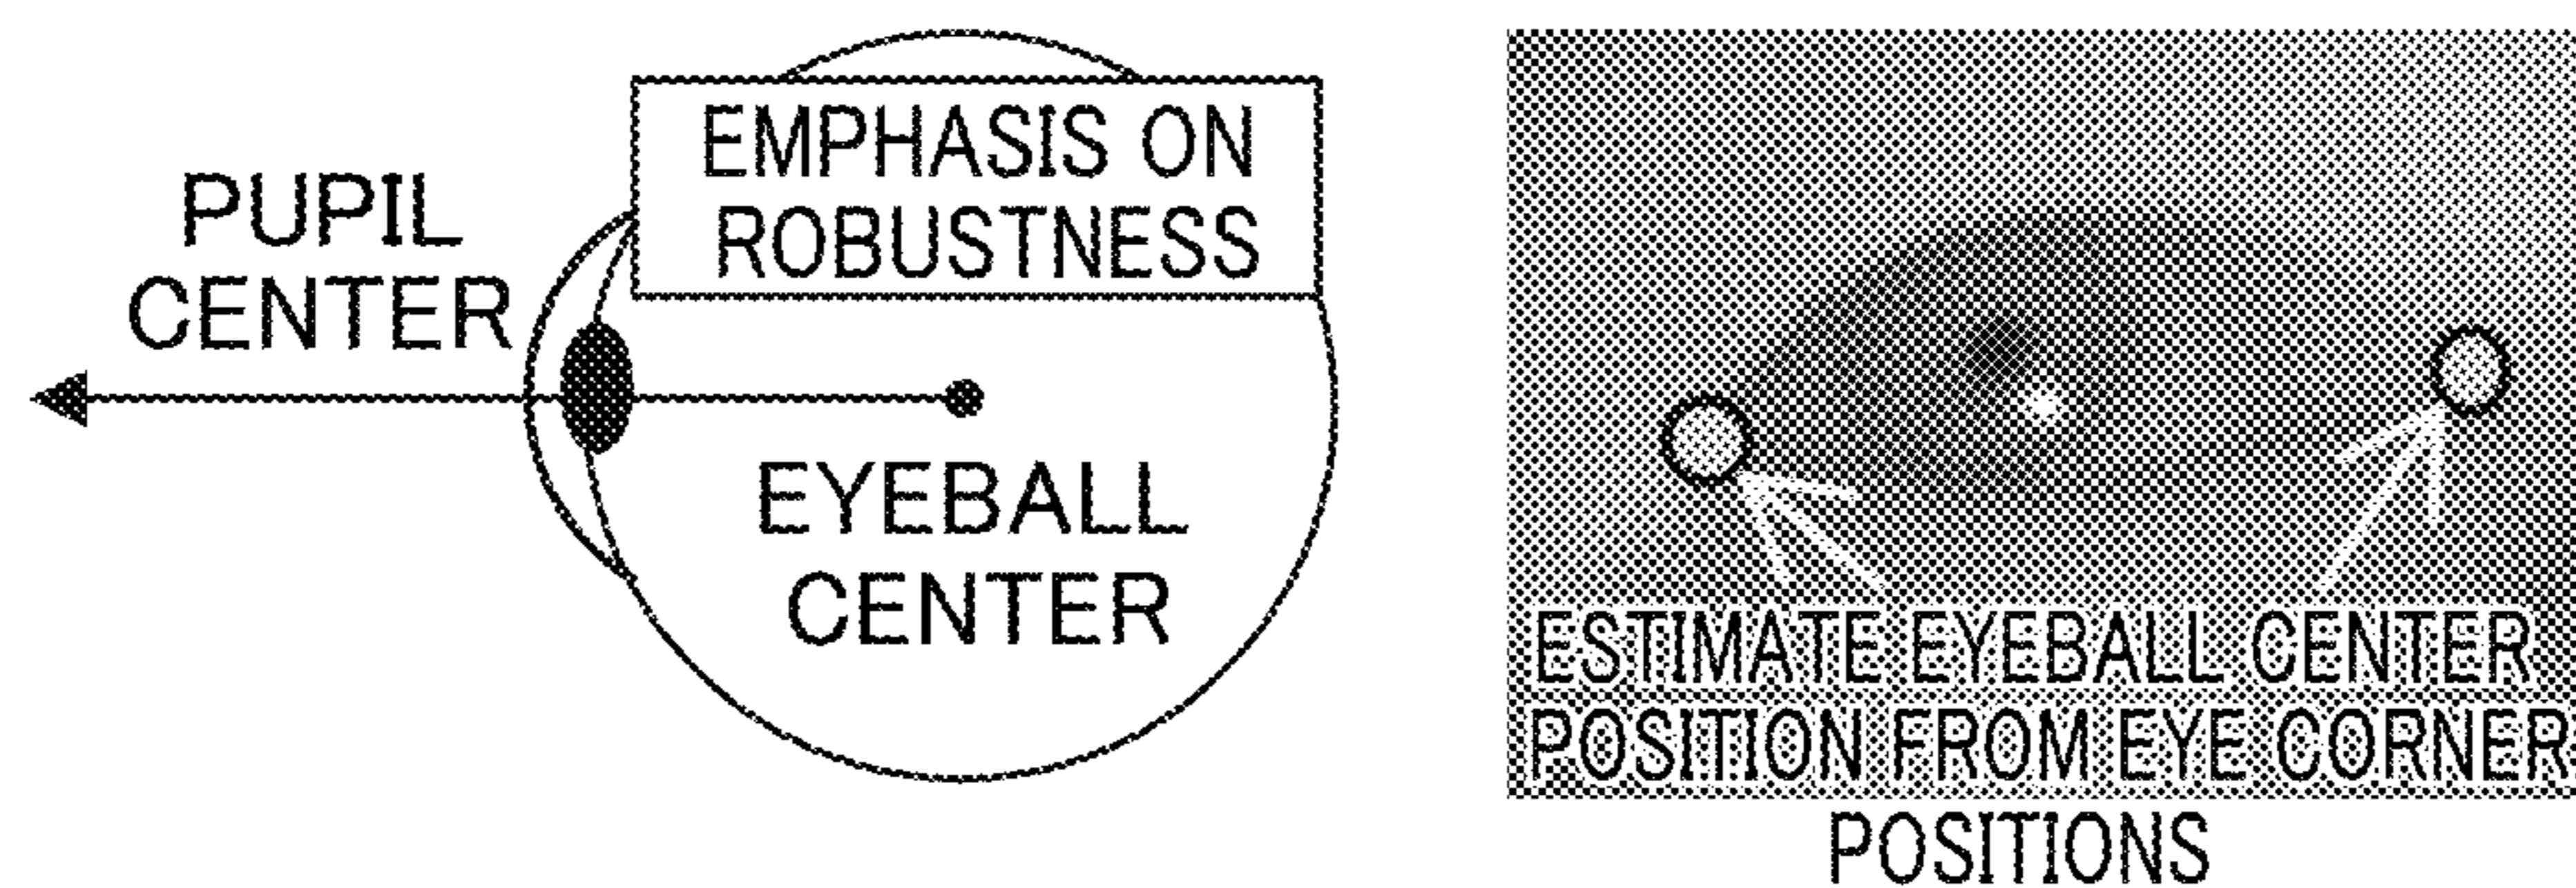 EMPHASIS ON
ROBUSTNESS
PUPIL
CENTER
EYEBALL
CENTER
ESTIMATE EYEBALL CENTER
POSITION FROM EYE CORNER
POSITIONS